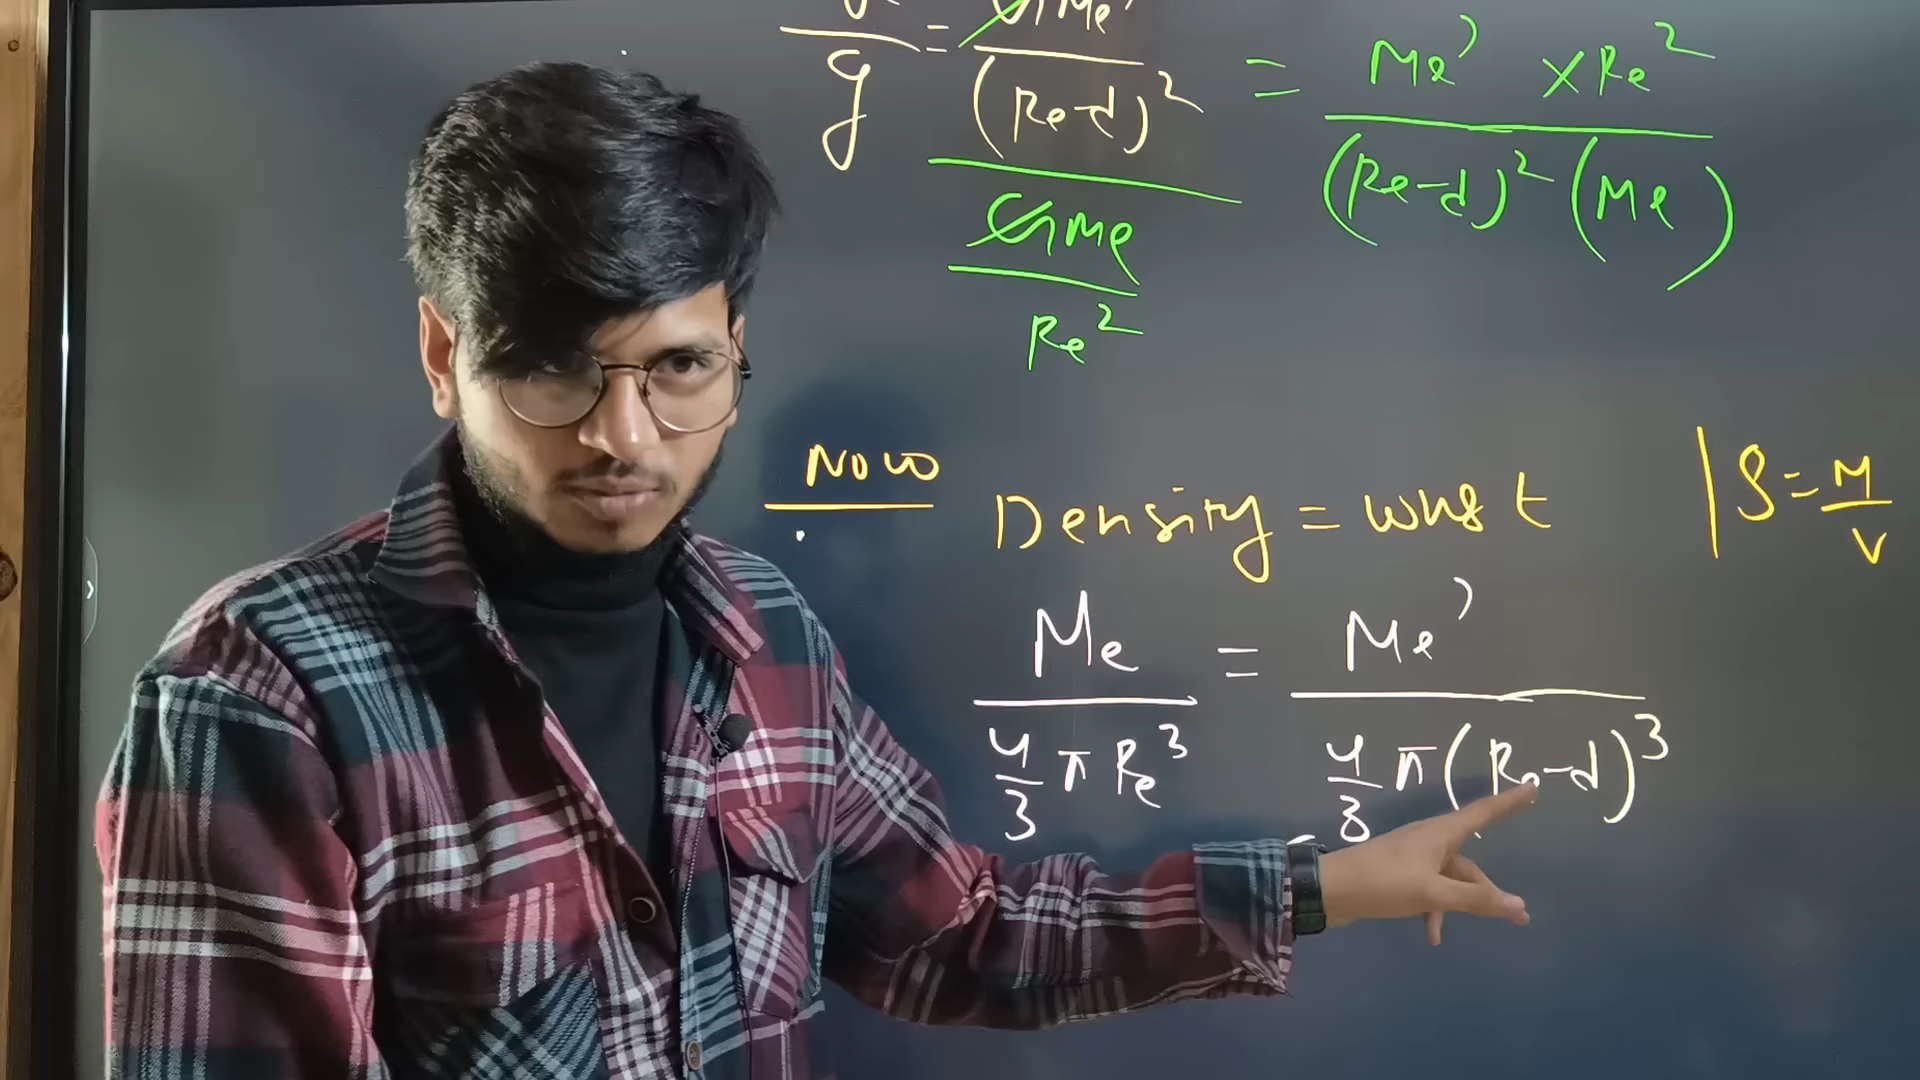 g = GMe' / (Re-d)² / GMe / Re² = Me' × Re² / (Re-d)² (Me)
Now
Density = const
| ρ = M / V
Me / 4/3 π Re³ = Me' / 4/3 π (Re-d)³